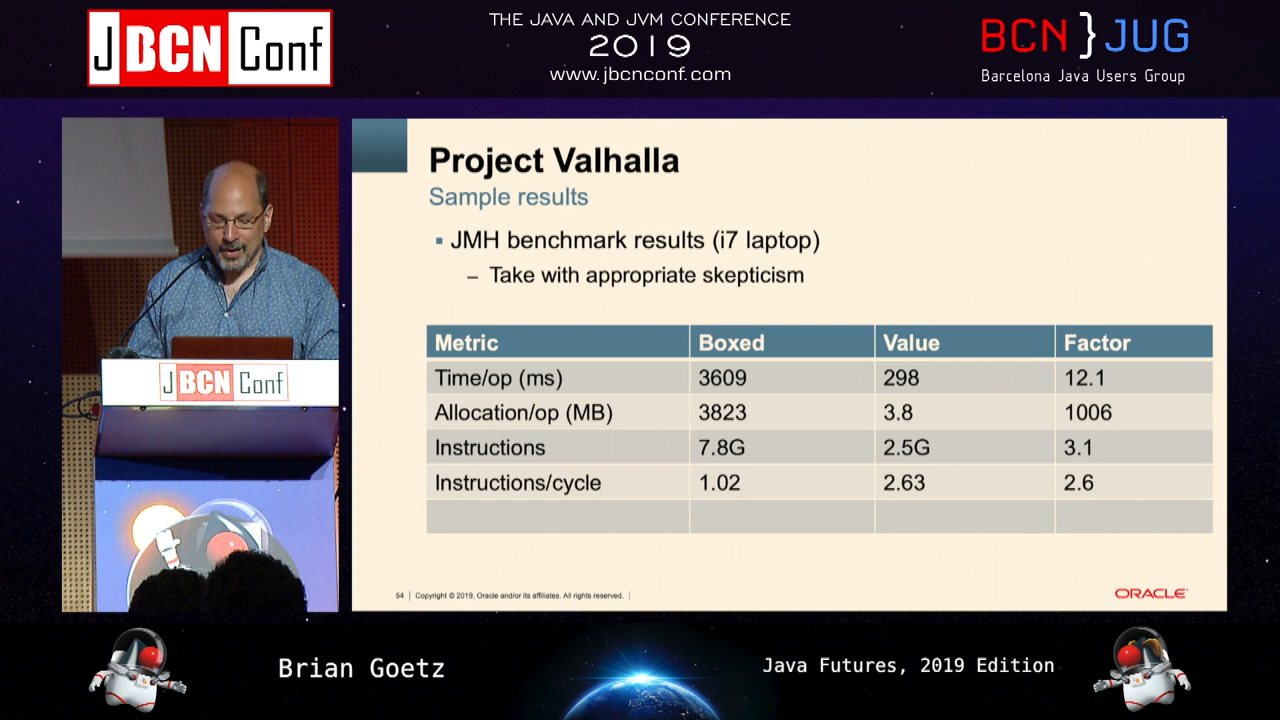 J BCN Conf
THE JAVA AND JVM CONFERENCE
2019
www.jbcnconf.com
BCN } JUG
Barcelona Java Users Group
Project Valhalla
Sample results
▪ JMH benchmark results (i7 laptop)
– Take with appropriate skepticism
Metric Boxed Value Factor
Time/op (ms) 3609 298 12.1
Allocation/op (MB) 3823 3.8 1006
Instructions 7.8G 2.5G 3.1
Instructions/cycle 1.02 2.63 2.6
54 | Copyright © 2019, Oracle and/or its affiliates. All rights reserved. |
ORACLE
J BCN Conf
Brian Goetz
Java Futures, 2019 Edition